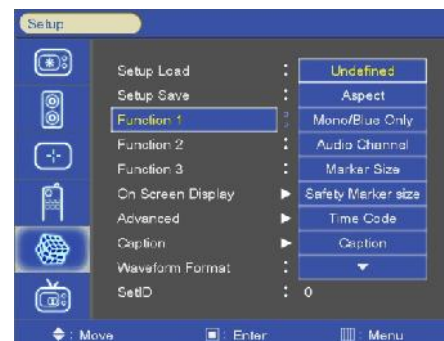 Setup
Setup Load : Undefined
Setup Save : Aspect
Function 1 : Mono/Blue Only
Function 2 : Audio Channel
Function 3 : Marker Size
On Screen Display ▶ Safety Marker size
Advanced ▶ Time Code
Caption ▶ Caption
Waveform Format : ▼
SetID : 0
: Move : Enter : Menu